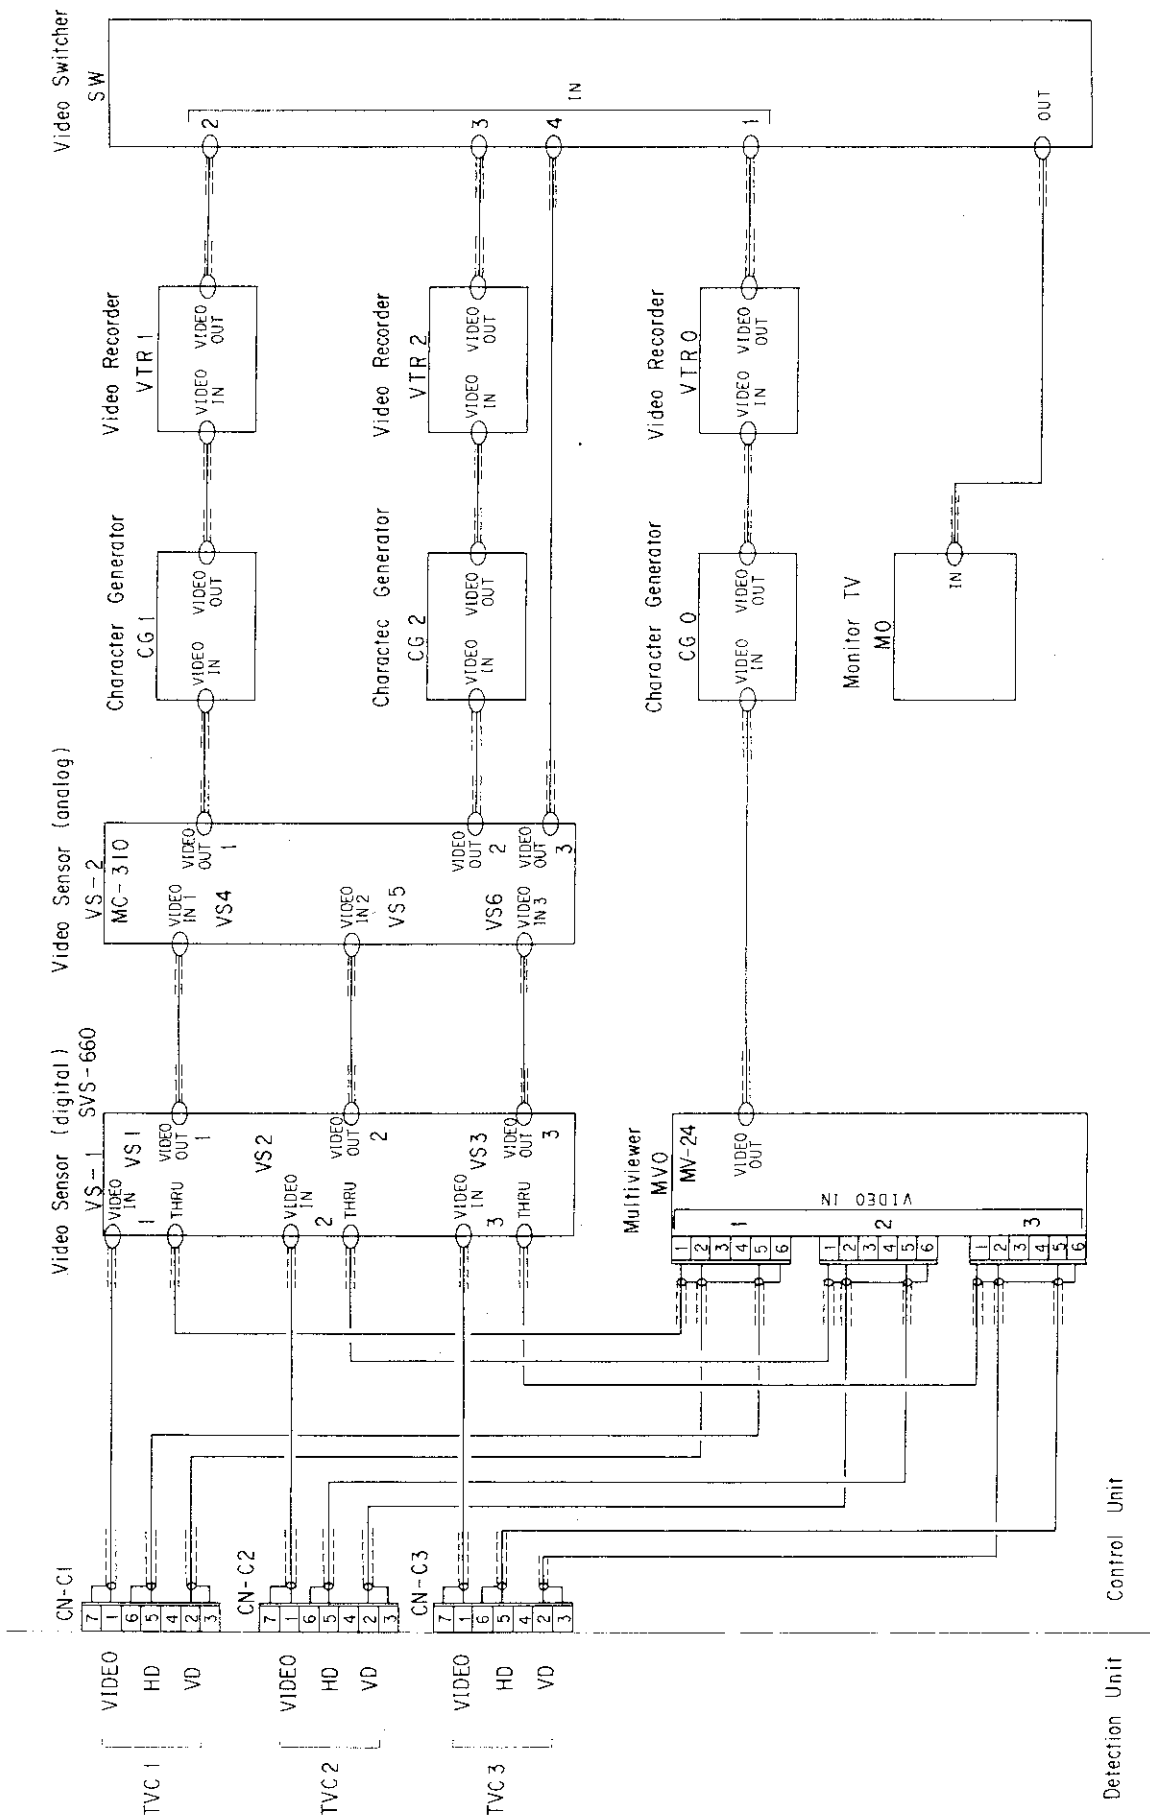 TVC 1
VIDEO
HD
VD
TVC 2
VIDEO
HD
VD
TVC 3
VIDEO
HD
VD
Detection Unit
Control Unit
CN-C1
7 1 6 5 4 2 3
CN-C2
7 1 6 5 4 2 3
CN-C3
7 1 6 5 4 2 3
Video Sensor (digital)
VS-1
SVS-660
VIDEO
IN
1
THRU
VS1
VIDEO
OUT
1
VIDEO
IN
2
THRU
VS2
VIDEO
OUT
2
VIDEO
IN
3
THRU
VS3
VIDEO
OUT
3
Multiviewer
MVO
MV-24
VIDEO
OUT
VIDEO IN
1
1 2 3 4 5 6
2
1 2 3 4 5 6
3
1 2 3 4 5 6
Video Sensor (analog)
VS-2
MC-310
VIDEO
IN 1
VS4
VIDEO
OUT
1
VIDEO
IN 2
VS5
VIDEO
OUT
2
VS6
VIDEO
IN 3
VIDEO
OUT
3
Character Generator
CG 1
VIDEO
IN
VIDEO
OUT
Charactec Generator
CG 2
VIDEO
IN
VIDEO
OUT
Character Generator
CG 0
VIDEO
IN
VIDEO
OUT
Monitor TV
MO
IN
Video Recorder
VTR 1
VIDEO
IN
VIDEO
OUT
Video Recorder
VTR 2
VIDEO
IN
VIDEO
OUT
Video Recorder
VTR 0
VIDEO
IN
VIDEO
OUT
Video Switcher
SW
2
3
4
1
IN
OUT